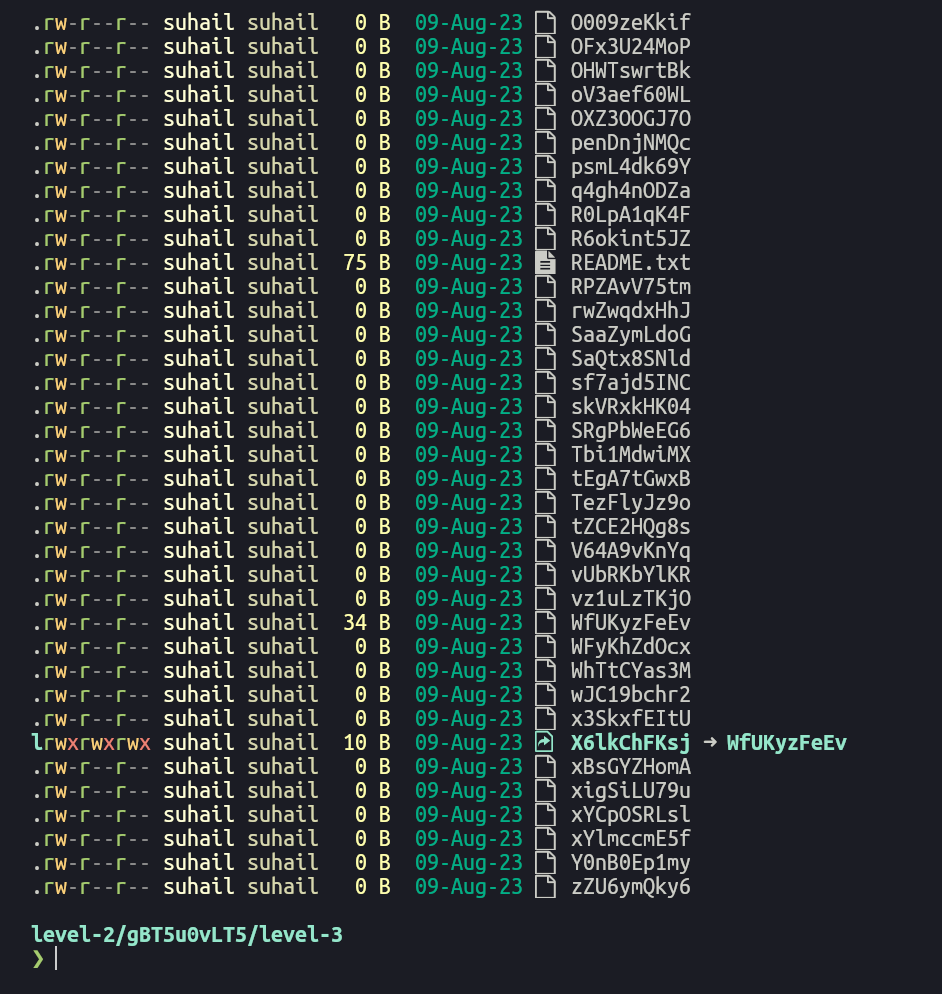 .rw-r--r-- suhail suhail 0 B 09-Aug-23 O009zeKkif
.rw-r--r-- suhail suhail 0 B 09-Aug-23 OFx3U24MoP
.rw-r--r-- suhail suhail 0 B 09-Aug-23 OHWTswrtBk
.rw-r--r-- suhail suhail 0 B 09-Aug-23 oV3aef60WL
.rw-r--r-- suhail suhail 0 B 09-Aug-23 OXZ3OOGJ7O
.rw-r--r-- suhail suhail 0 B 09-Aug-23 penDnjNMQc
.rw-r--r-- suhail suhail 0 B 09-Aug-23 psmL4dk69Y
.rw-r--r-- suhail suhail 0 B 09-Aug-23 q4gh4nODZa
.rw-r--r-- suhail suhail 0 B 09-Aug-23 R0LpA1qK4F
.rw-r--r-- suhail suhail 0 B 09-Aug-23 R6okint5JZ
.rw-r--r-- suhail suhail 75 B 09-Aug-23 README.txt
.rw-r--r-- suhail suhail 0 B 09-Aug-23 RPZAvV75tm
.rw-r--r-- suhail suhail 0 B 09-Aug-23 rwZwqdxHhJ
.rw-r--r-- suhail suhail 0 B 09-Aug-23 SaaZymLdoG
.rw-r--r-- suhail suhail 0 B 09-Aug-23 SaQtx8SNld
.rw-r--r-- suhail suhail 0 B 09-Aug-23 sf7ajd5INC
.rw-r--r-- suhail suhail 0 B 09-Aug-23 skVRxkHK04
.rw-r--r-- suhail suhail 0 B 09-Aug-23 SRgPbWeEG6
.rw-r--r-- suhail suhail 0 B 09-Aug-23 Tbi1MdwiMX
.rw-r--r-- suhail suhail 0 B 09-Aug-23 tEgA7tGwxB
.rw-r--r-- suhail suhail 0 B 09-Aug-23 TezFlyJz9o
.rw-r--r-- suhail suhail 0 B 09-Aug-23 tZCE2HQg8s
.rw-r--r-- suhail suhail 0 B 09-Aug-23 V64A9vKnYq
.rw-r--r-- suhail suhail 0 B 09-Aug-23 vUbRKbYlKR
.rw-r--r-- suhail suhail 0 B 09-Aug-23 vz1uLzTKjO
.rw-r--r-- suhail suhail 34 B 09-Aug-23 WfUKyzFeEv
.rw-r--r-- suhail suhail 0 B 09-Aug-23 WFyKhZdOcx
.rw-r--r-- suhail suhail 0 B 09-Aug-23 WhTtCYas3M
.rw-r--r-- suhail suhail 0 B 09-Aug-23 wJC19bchr2
.rw-r--r-- suhail suhail 0 B 09-Aug-23 x3SkxfEItU
lrwxrwxrwx suhail suhail 10 B 09-Aug-23 X6lkChFKsj → WfUKyzFeEv
.rw-r--r-- suhail suhail 0 B 09-Aug-23 xBsGYZHomA
.rw-r--r-- suhail suhail 0 B 09-Aug-23 xigSiLU79u
.rw-r--r-- suhail suhail 0 B 09-Aug-23 xYCpOSRLsl
.rw-r--r-- suhail suhail 0 B 09-Aug-23 xYlmccmE5f
.rw-r--r-- suhail suhail 0 B 09-Aug-23 Y0nB0Ep1my
.rw-r--r-- suhail suhail 0 B 09-Aug-23 zZU6ymQky6
level-2/gBT5u0vLT5/level-3
❯